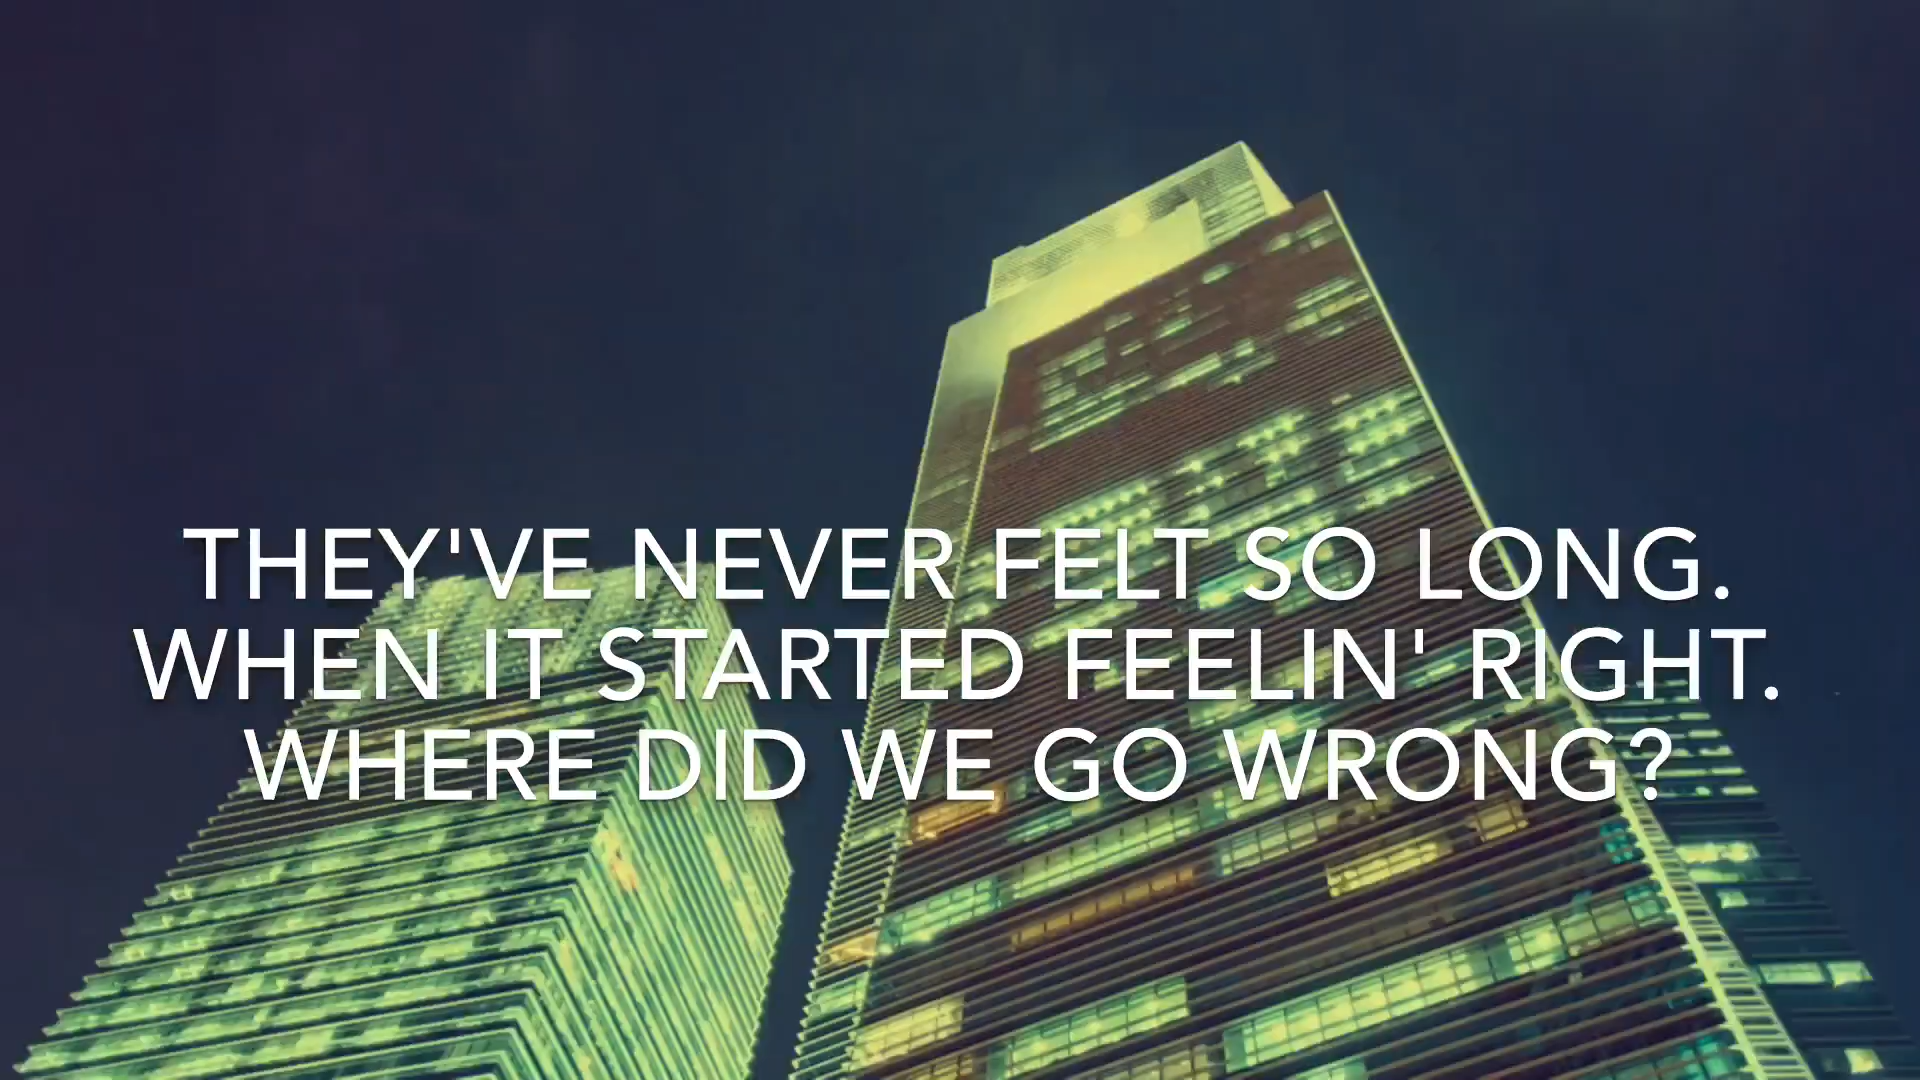 THEY'VE NEVER FELT SO LONG.
WHEN IT STARTED FEELIN' RIGHT.
WHERE DID WE GO WRONG?